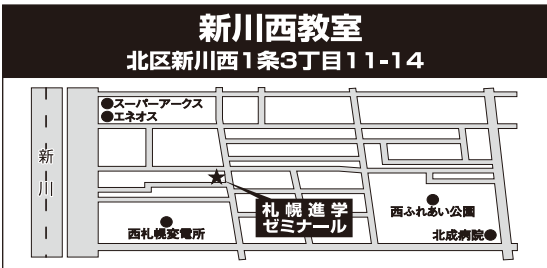 新川西教室
北区新川西1条3丁目11-14
●スーパーアークス
●エネオス
新川
★
札幌進学
ゼミナール
西ふれあい公園
西札幌変電所
北成病院●